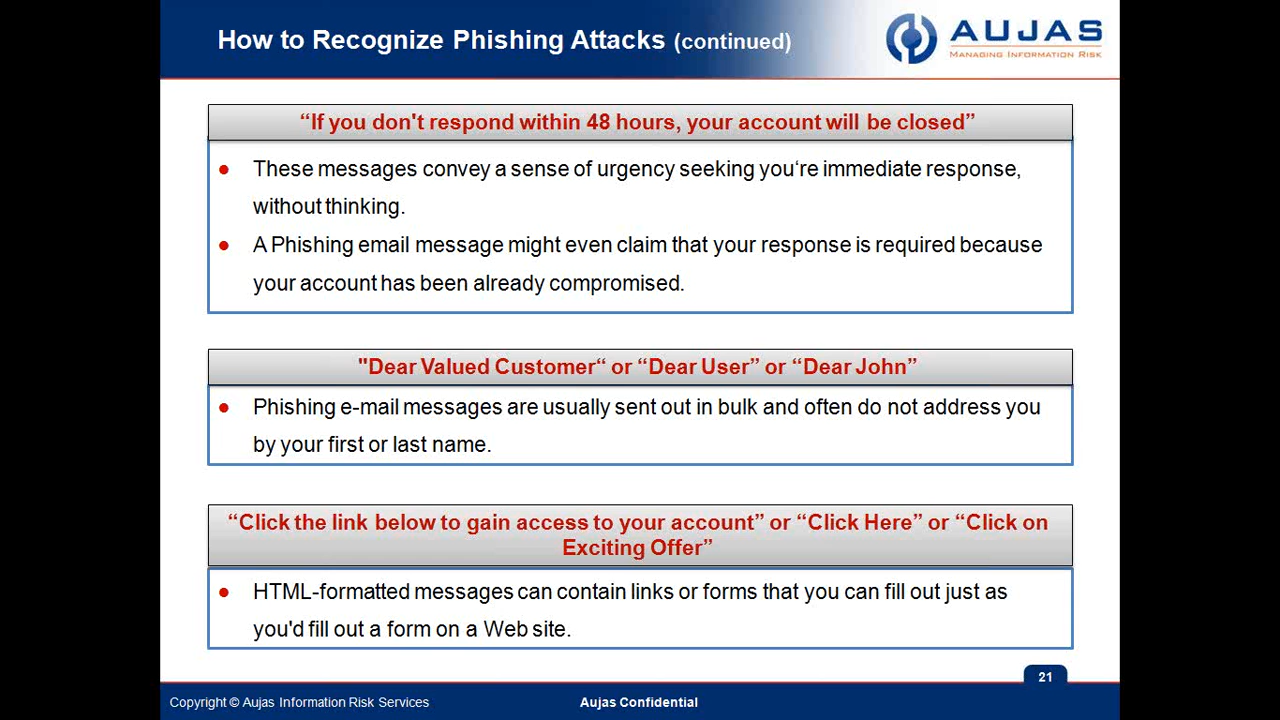 How to Recognize Phishing Attacks (continued)
AUJAS
MANAGING INFORMATION RISK
“If you don't respond within 48 hours, your account will be closed”
These messages convey a sense of urgency seeking you‘re immediate response,
without thinking.
A Phishing email message might even claim that your response is required because
your account has been already compromised.
"Dear Valued Customer“ or “Dear User” or “Dear John”
Phishing e-mail messages are usually sent out in bulk and often do not address you
by your first or last name.
“Click the link below to gain access to your account” or “Click Here” or “Click on
Exciting Offer”
HTML-formatted messages can contain links or forms that you can fill out just as
you'd fill out a form on a Web site.
21
Copyright © Aujas Information Risk Services
Aujas Confidential